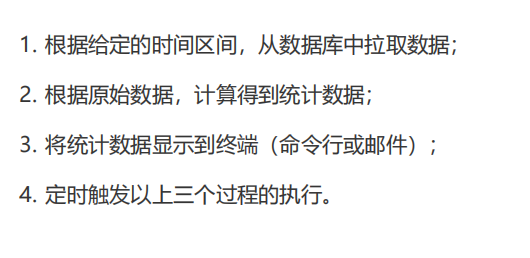 1. 根据给定的时间区间，从数据库中拉取数据；
2. 根据原始数据，计算得到统计数据；
3. 将统计数据显示到终端（命令行或邮件）；
4. 定时触发以上三个过程的执行。